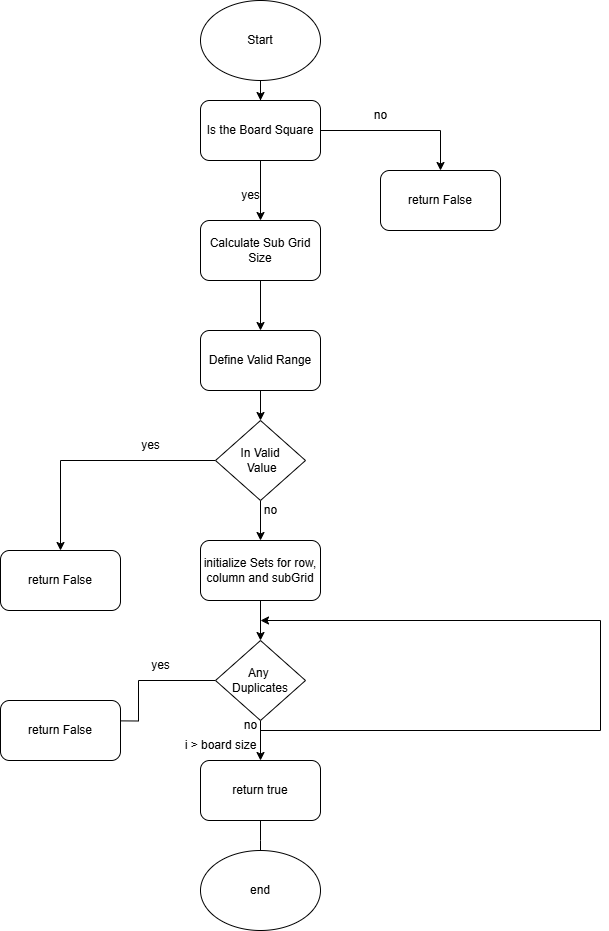 Start
Is the Board Square
no
return False
yes
Calculate Sub Grid
Size
Define Valid Range
In Valid
Value
yes
no
return False
initialize Sets for row,
column and subGrid
Any
Duplicates
yes
return False
no
i > board size
return true
end